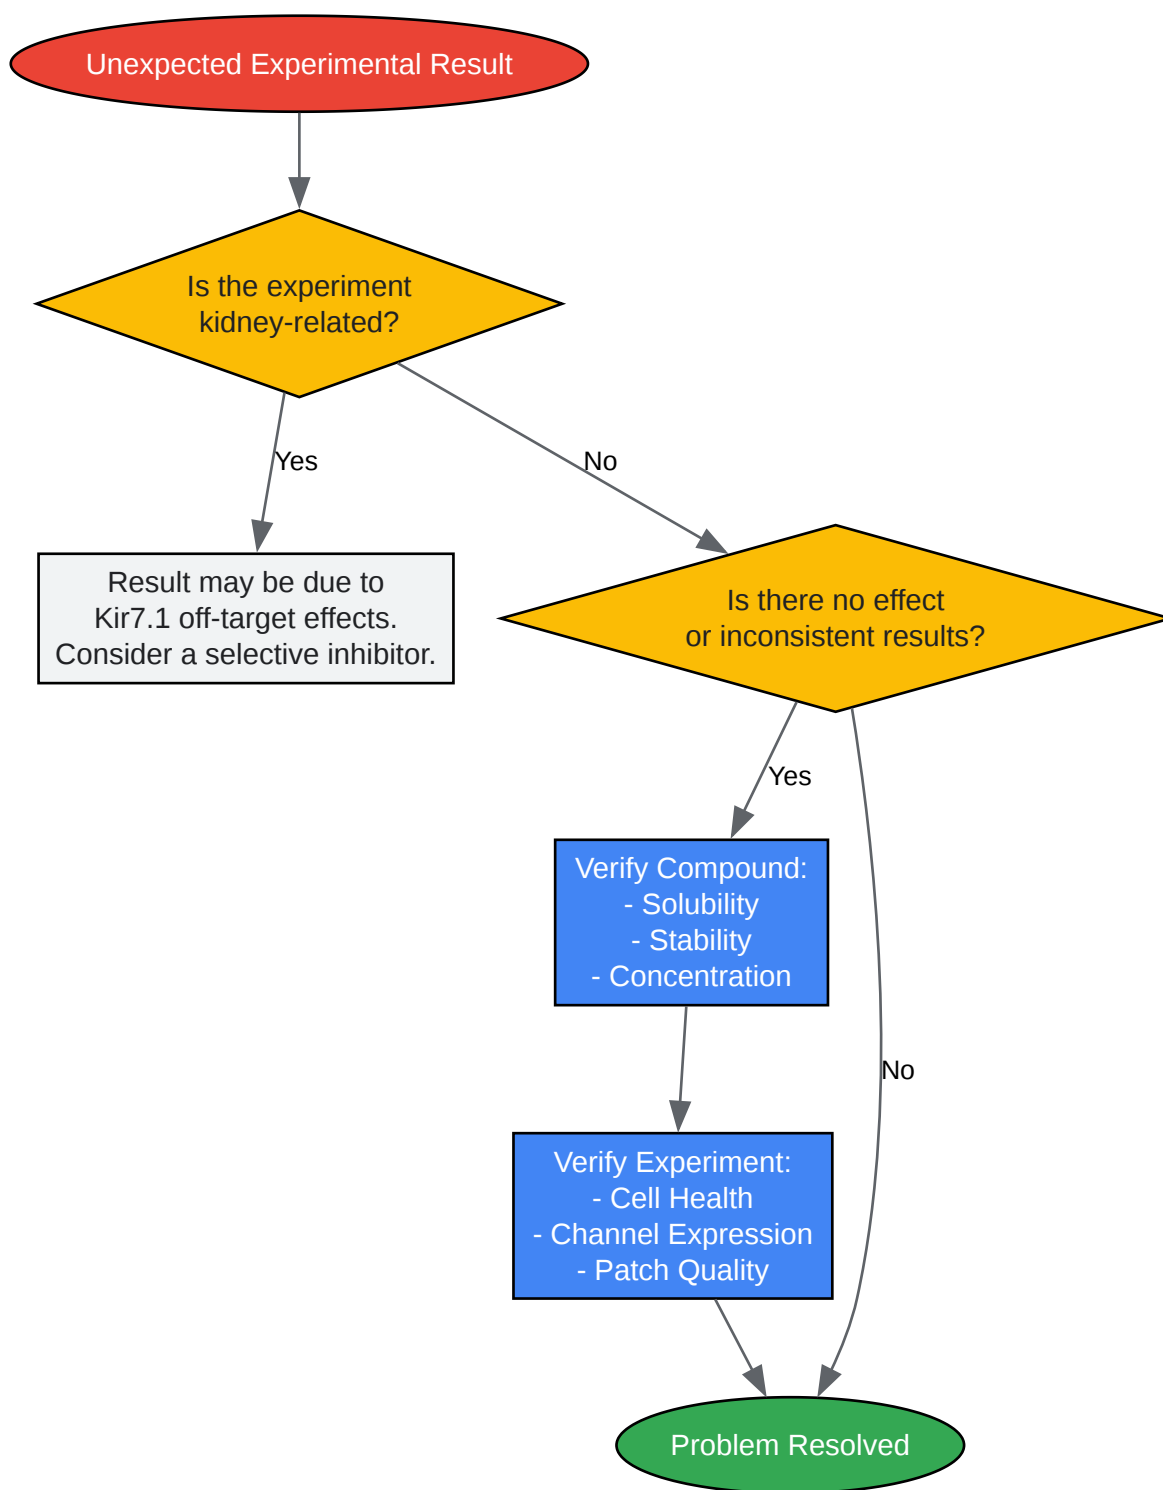 Unexpected Experimental Result
Is the experiment
kidney-related?
Yes
No
Result may be due to
Kir7.1 off-target effects.
Consider a selective inhibitor.
Is there no effect
or inconsistent results?
Yes
Verify Compound:
- Solubility
- Stability
- Concentration
No
Verify Experiment:
- Cell Health
- Channel Expression
- Patch Quality
Problem Resolved